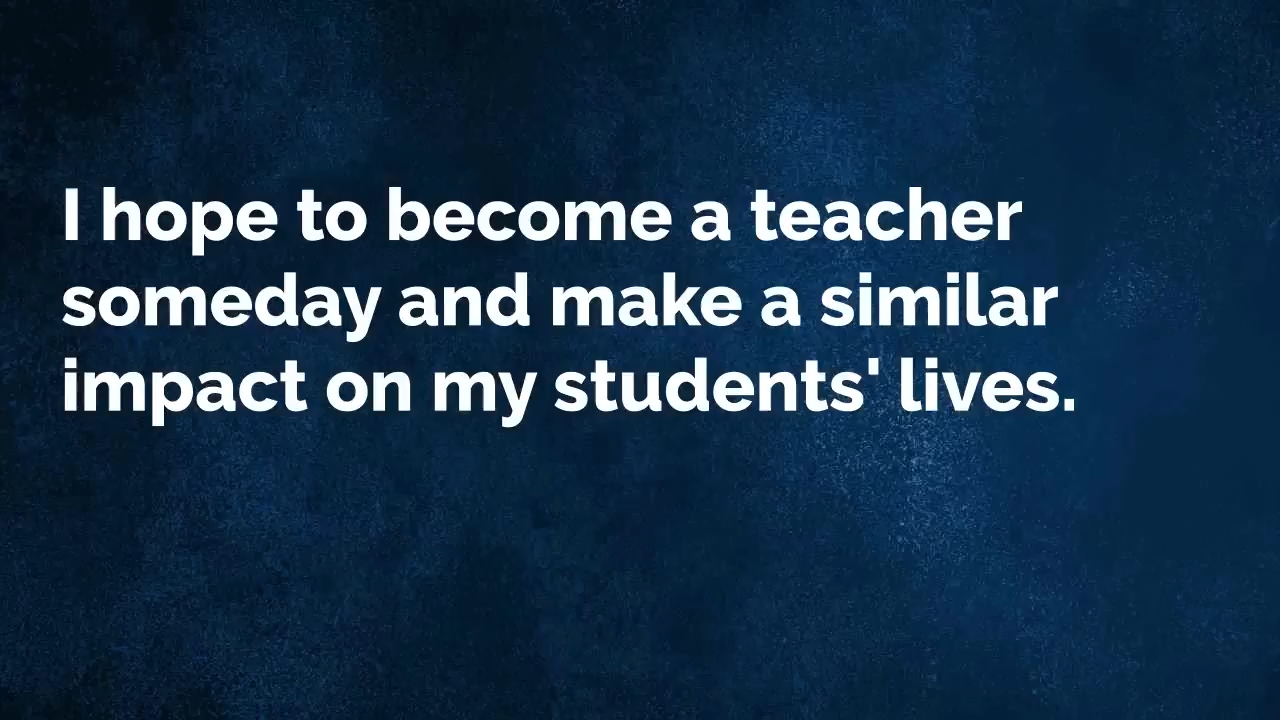 I hope to become a teacher
someday and make a similar
impact on my students' lives.